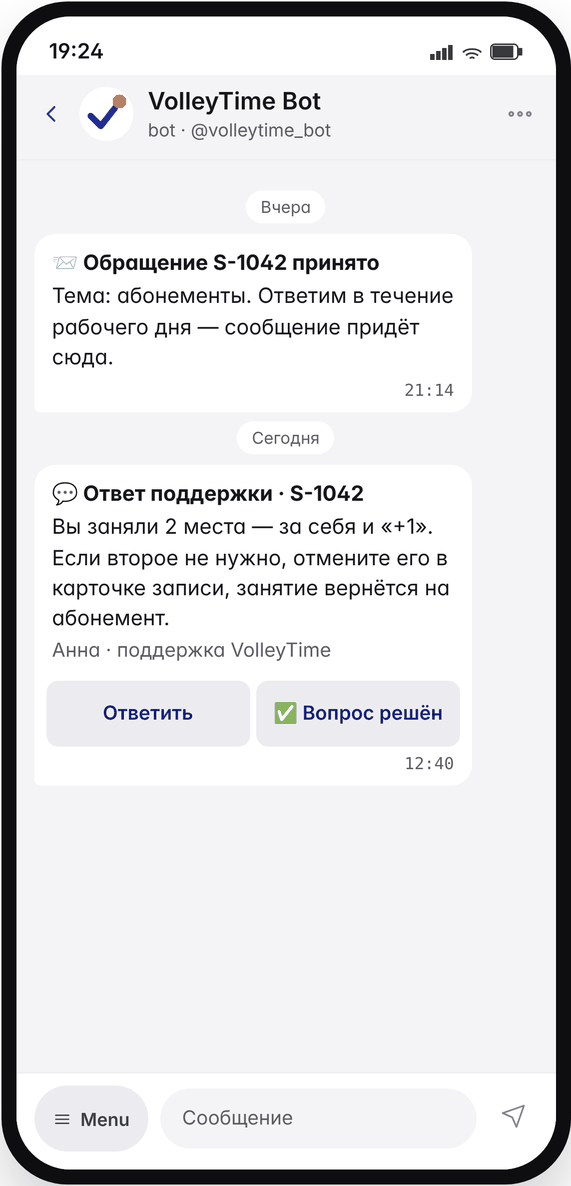 19:24
VolleyTime Bot
bot · @volleytime_bot
Вчера
📨 Обращение S-1042 принято
Тема: абонементы. Ответим в течение
рабочего дня — сообщение придёт
сюда.
21:14
Сегодня
💬 Ответ поддержки · S-1042
Вы заняли 2 места — за себя и «+1».
Если второе не нужно, отмените его в
карточке записи, занятие вернётся на
абонемент.
Анна · поддержка VolleyTime
Ответить
✅ Вопрос решён
12:40
Menu
Сообщение